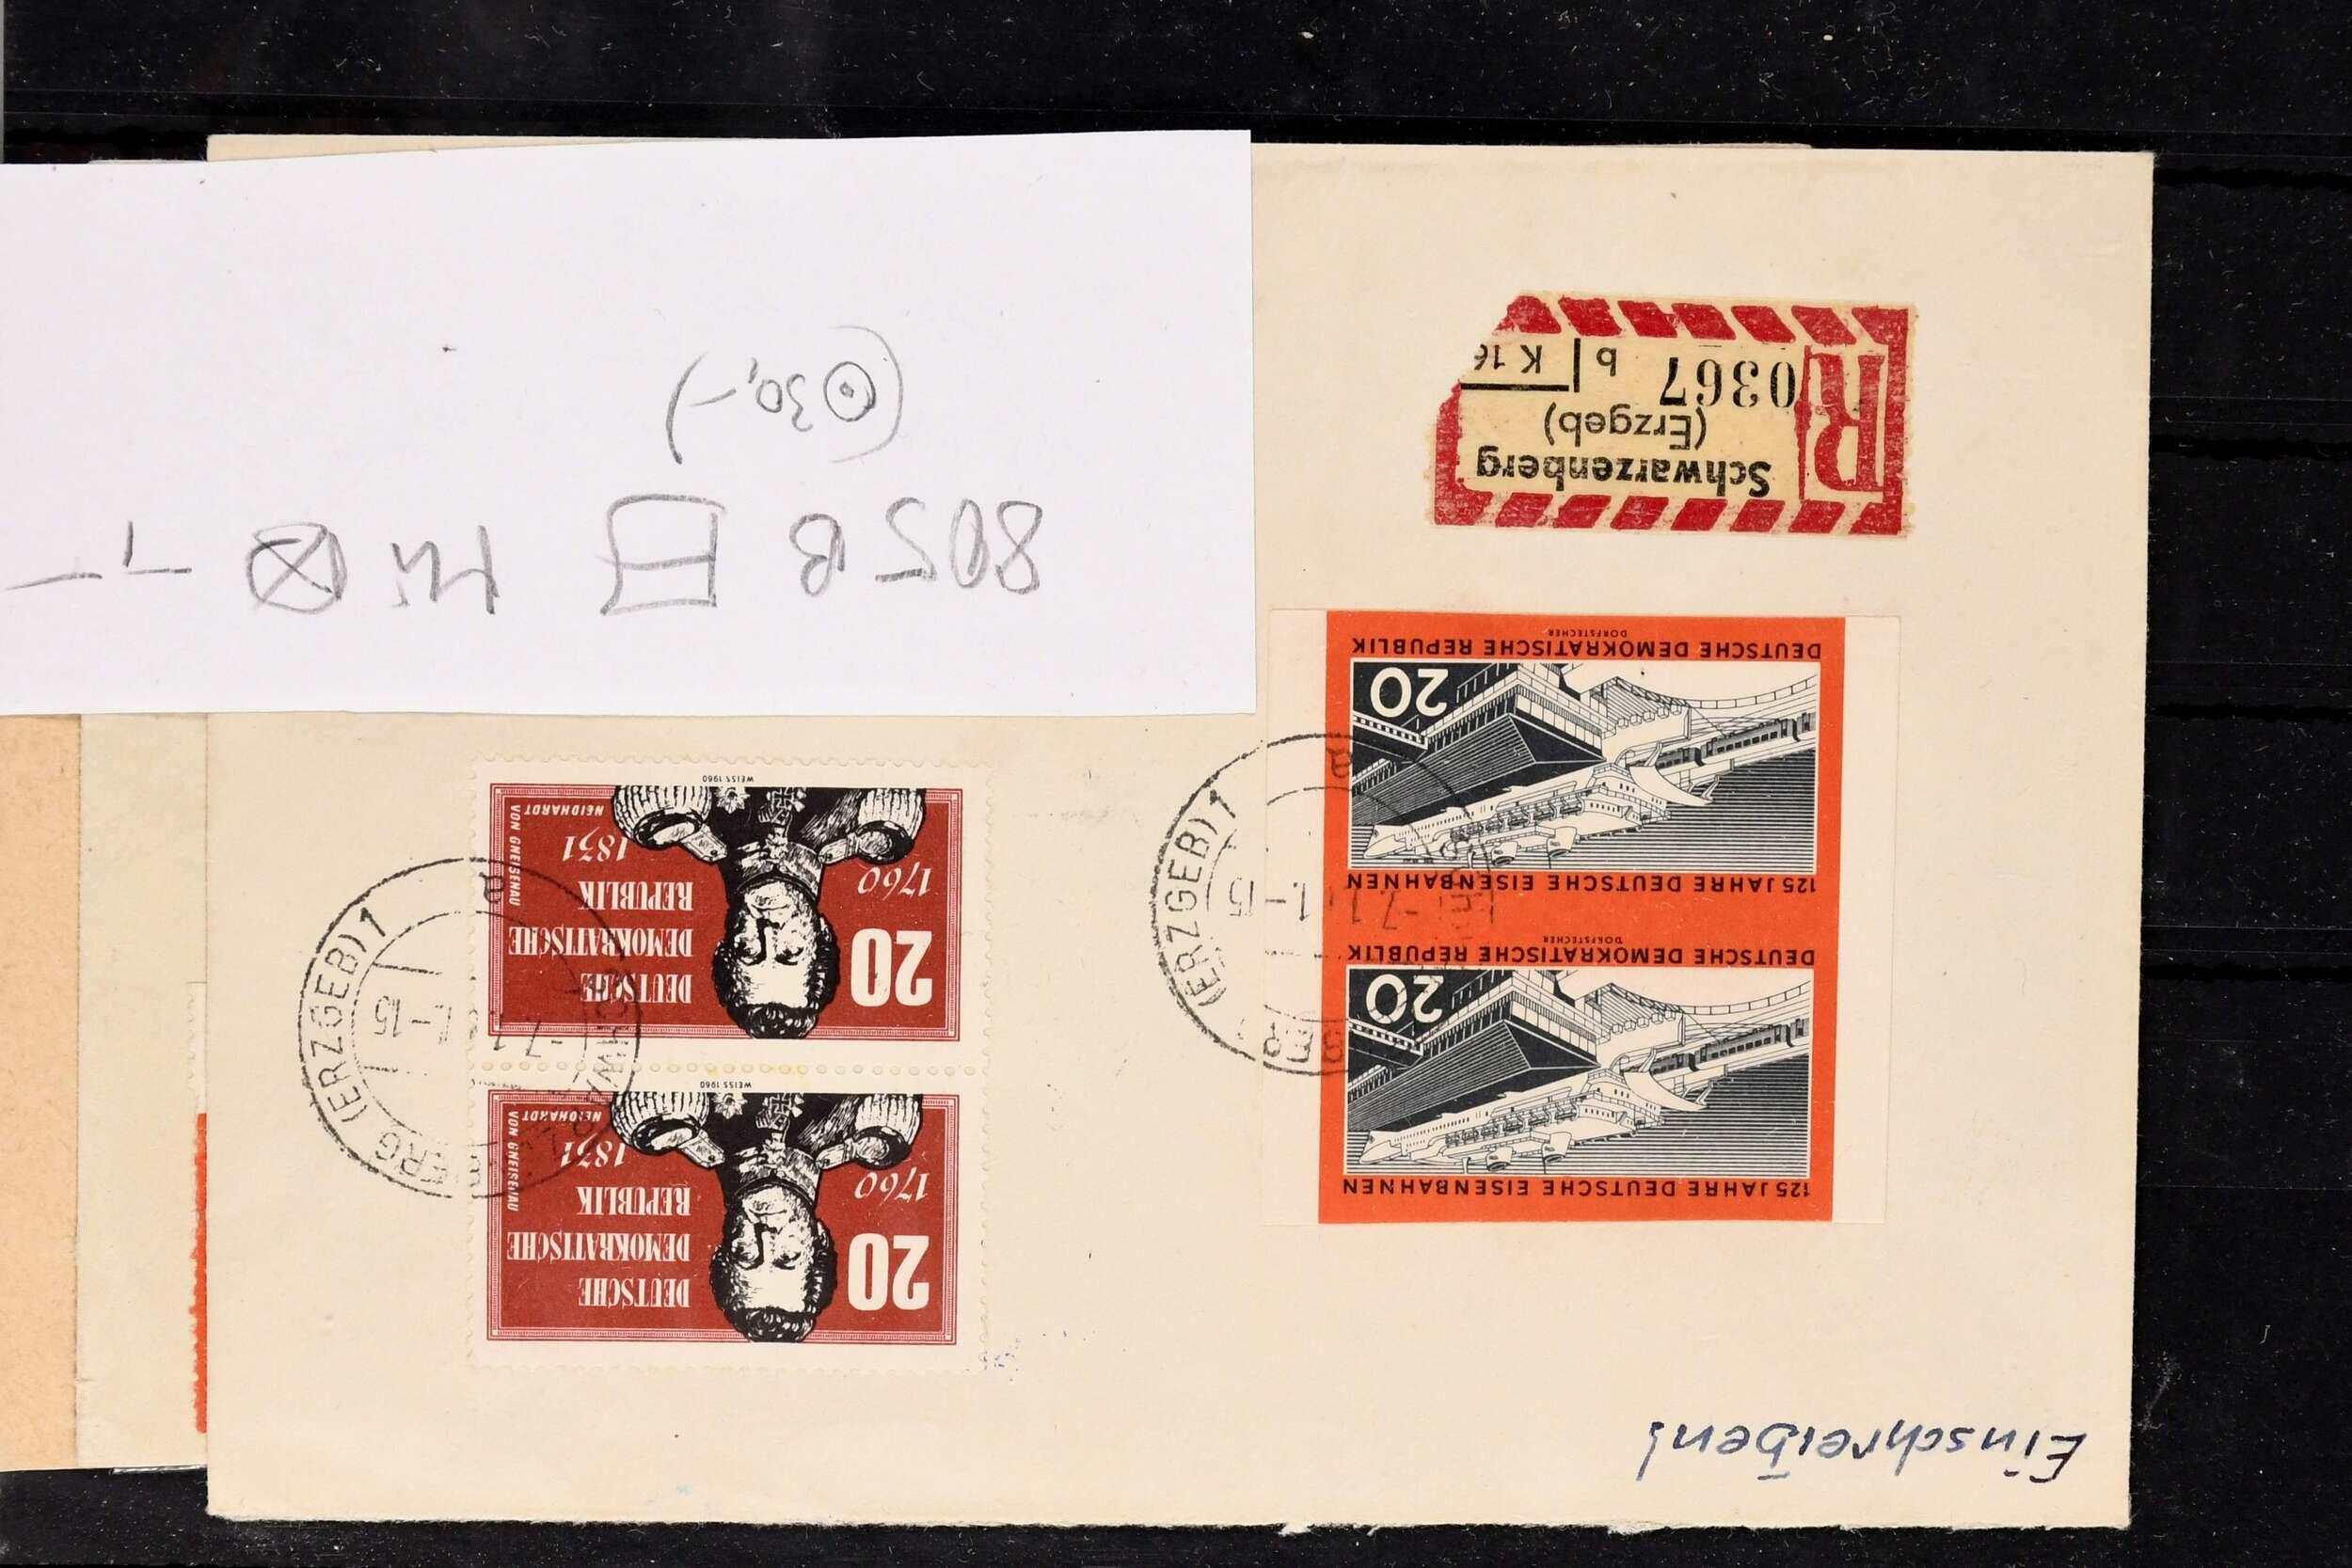 Einschreiben!
125 JAHRE DEUTSCHE EISENBAHNEN
20
DEUTSCHE DEMOKRATISCHE REPUBLIK
DORFSTECHER
125 JAHRE DEUTSCHE EISENBAHNEN
20
DEUTSCHE DEMOKRATISCHE REPUBLIK
DORFSTECHER
(ERZGEB) 1
a
20
DEUTSCHE
DEMOKRATISCHE
REPUBLIK
1760
1831
NEIDHARDT
VON GNEISENAU
WEISS 1960
20
DEUTSCHE
DEMOKRATISCHE
REPUBLIK
1760
1831
NEIDHARDT
VON GNEISENAU
WEISS 1960
(ERZGEB) 1
a
R
Schwarzenberg
(Erzgeb)
0367
b
K 16
805 B
(30,-)